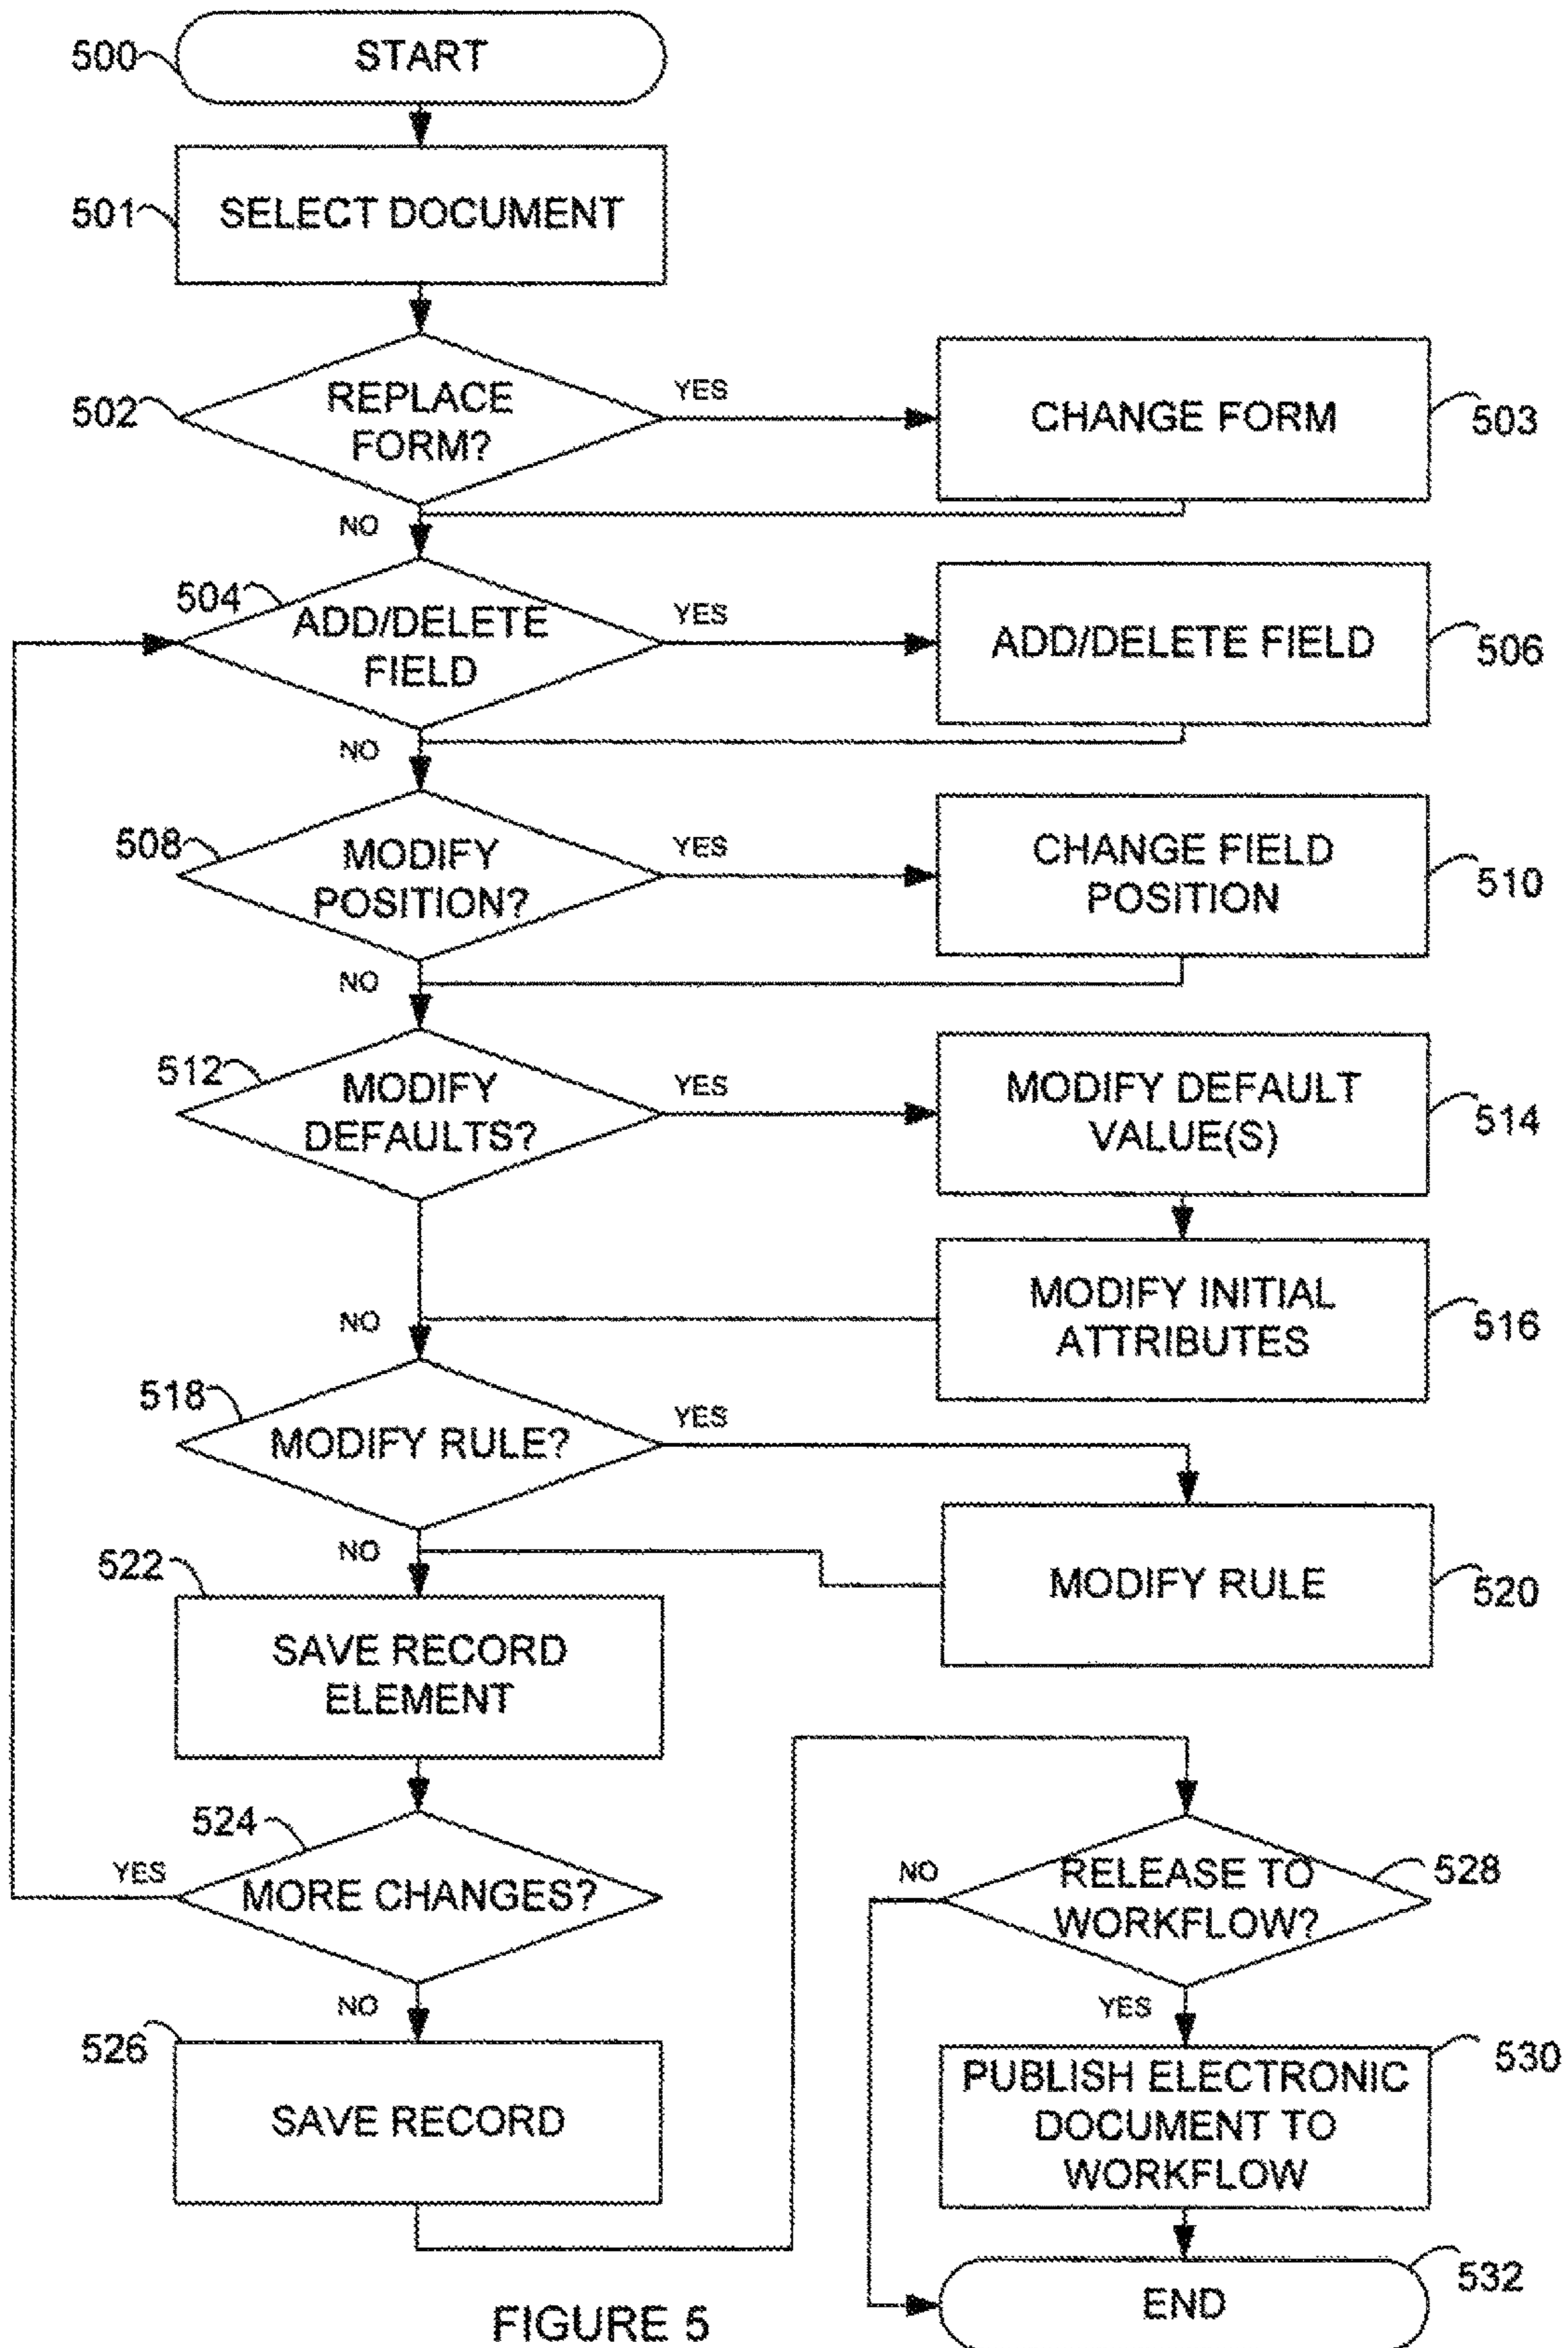 500
START
501
SELECT DOCUMENT
502
REPLACE
FORM?
YES
CHANGE FORM
503
NO
504
ADD/DELETE
FIELD
YES
ADD/DELETE FIELD
506
NO
508
MODIFY
POSITION?
YES
CHANGE FIELD
POSITION
510
NO
512
MODIFY
DEFAULTS?
YES
MODIFY DEFAULT
VALUE(S)
514
MODIFY INITIAL
ATTRIBUTES
516
NO
518
MODIFY RULE?
YES
MODIFY RULE
520
NO
522
SAVE RECORD
ELEMENT
524
YES
MORE CHANGES?
NO
526
SAVE RECORD
NO
RELEASE TO
WORKFLOW?
528
YES
PUBLISH ELECTRONIC
DOCUMENT TO
WORKFLOW
530
END
532
FIGURE 5